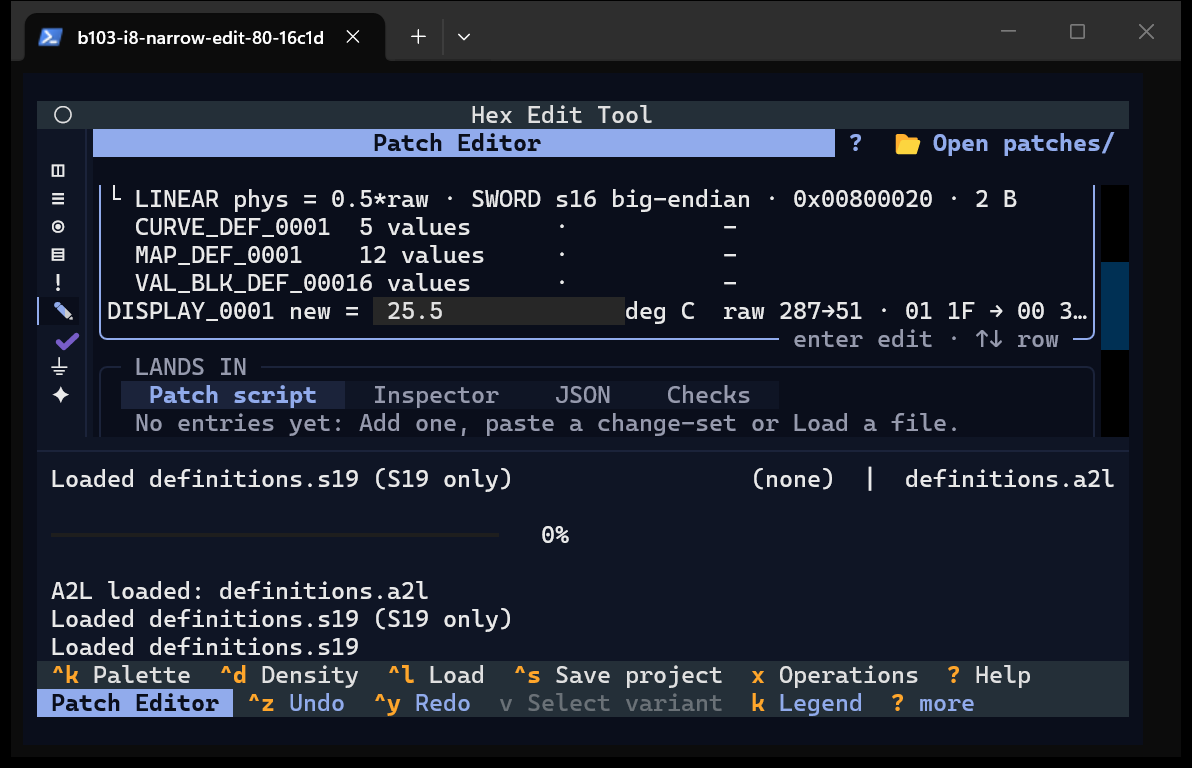 b103-i8-narrow-edit-80-16c1d
Hex Edit Tool
Patch Editor ? Open patches/
└ LINEAR phys = 0.5*raw · SWORD s16 big-endian · 0x00800020 · 2 B
CURVE_DEF_0001 5 values · —
MAP_DEF_0001 12 values · —
VAL_BLK_DEF_00016 values · —
DISPLAY_0001 new = 25.5 deg C raw 287→51 · 01 1F → 00 3…
enter edit · ↑↓ row
LANDS IN
Patch script Inspector JSON Checks
No entries yet: Add one, paste a change-set or Load a file.
Loaded definitions.s19 (S19 only) (none) | definitions.a2l
0%
A2L loaded: definitions.a2l
Loaded definitions.s19 (S19 only)
Loaded definitions.s19
^k Palette ^d Density ^l Load ^s Save project x Operations ? Help
Patch Editor ^z Undo ^y Redo v Select variant k Legend ? more